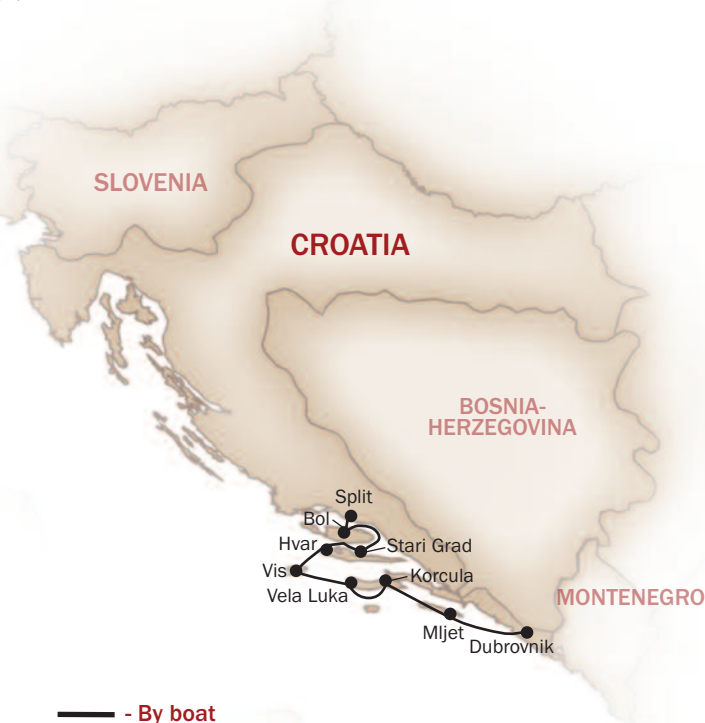 SLOVENIA
CROATIA
BOSNIA-
HERZEGOVINA
Split
Bol
Hvar
Stari Grad
Vis
Korcula
Vela Luka
MONTENEGRO
Mljet
Dubrovnik
- By boat